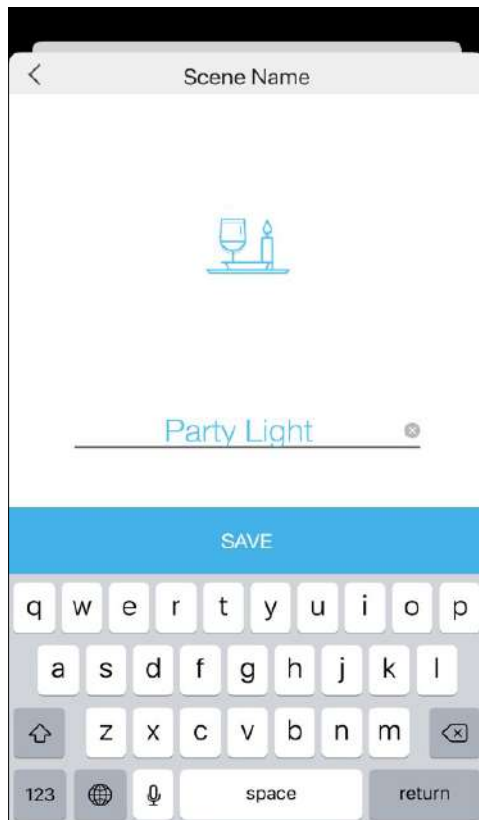 Scene Name
Party Light
SAVE
q w e r t y u i o p
a s d f g h j k l
z x c v b n m
123 space return